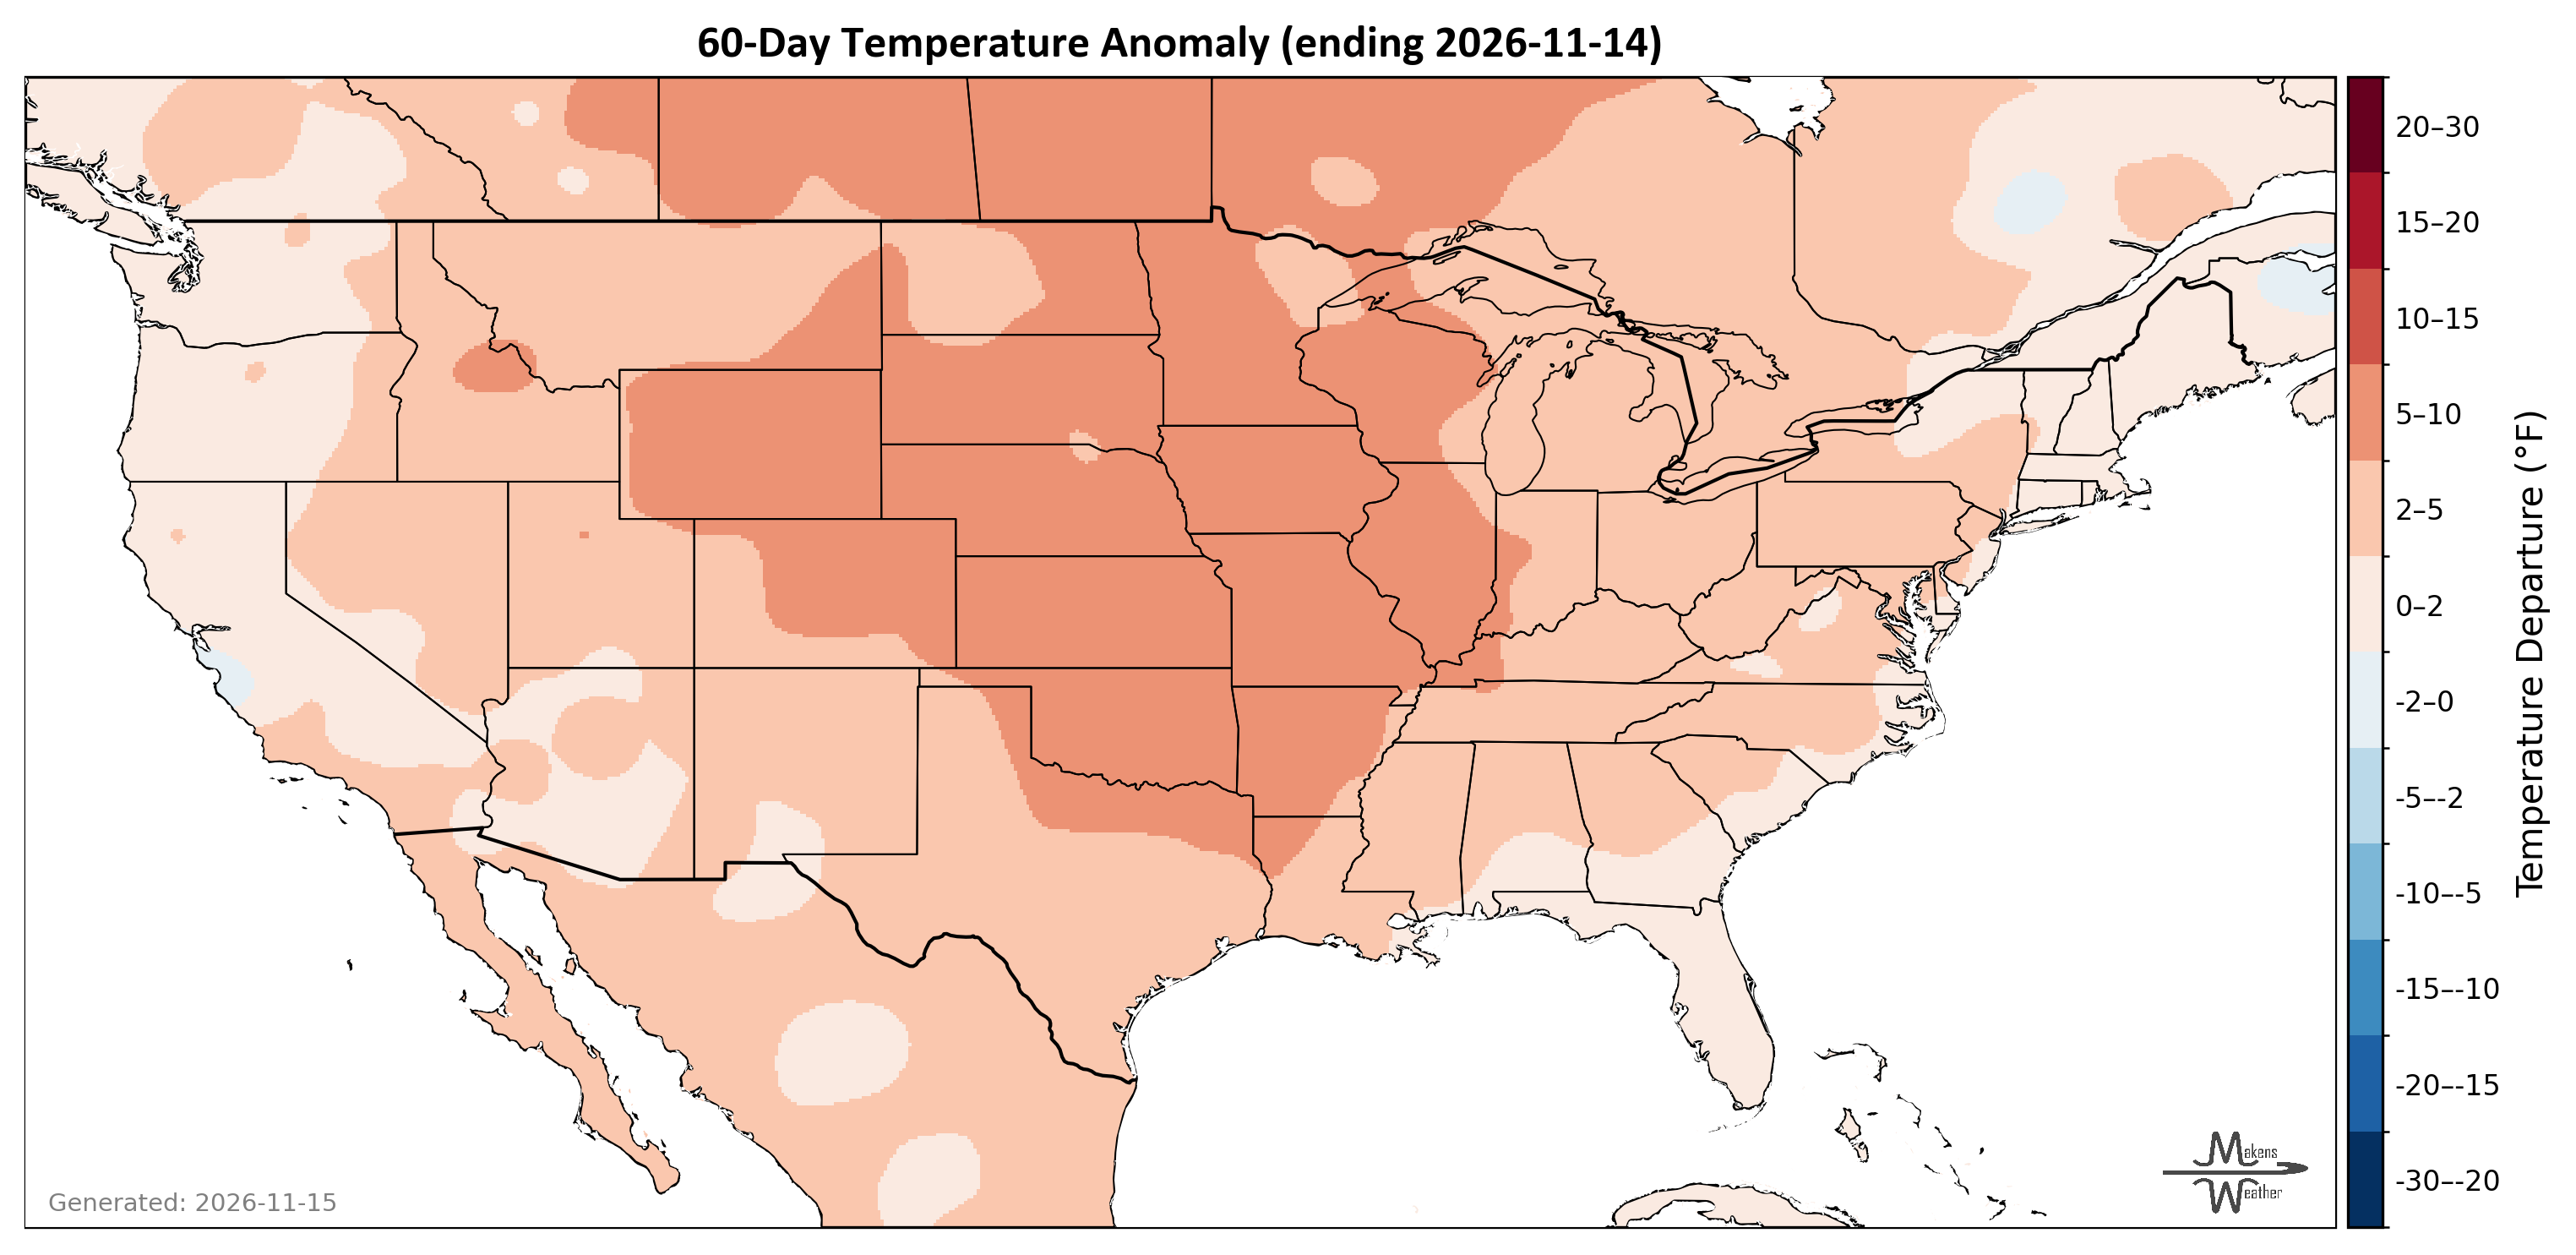 60-Day Temperature Anomaly (ending 2026-11-14)
20–30
15–20
10–15
5–10
2–5
0–2
-2–0
-5–-2
-10–-5
-15–-10
-20–-15
-30–-20
Temperature Departure (°F)
Generated: 2026-11-15
Makens
Weather